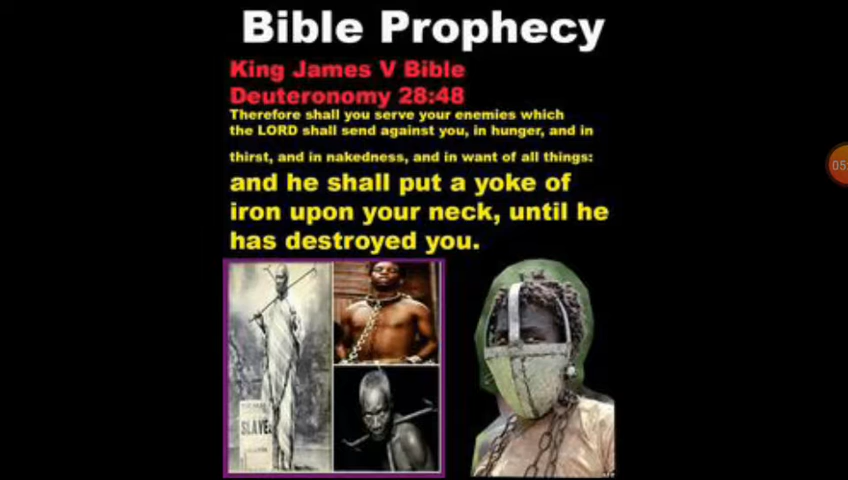 Bible Prophecy
King James V Bible
Deuteronomy 28:48
Therefore shall you serve your enemies which
the LORD shall send against you, in hunger, and in
thirst, and in nakedness, and in want of all things:
and he shall put a yoke of
iron upon your neck, until he
has destroyed you.
SLAVE